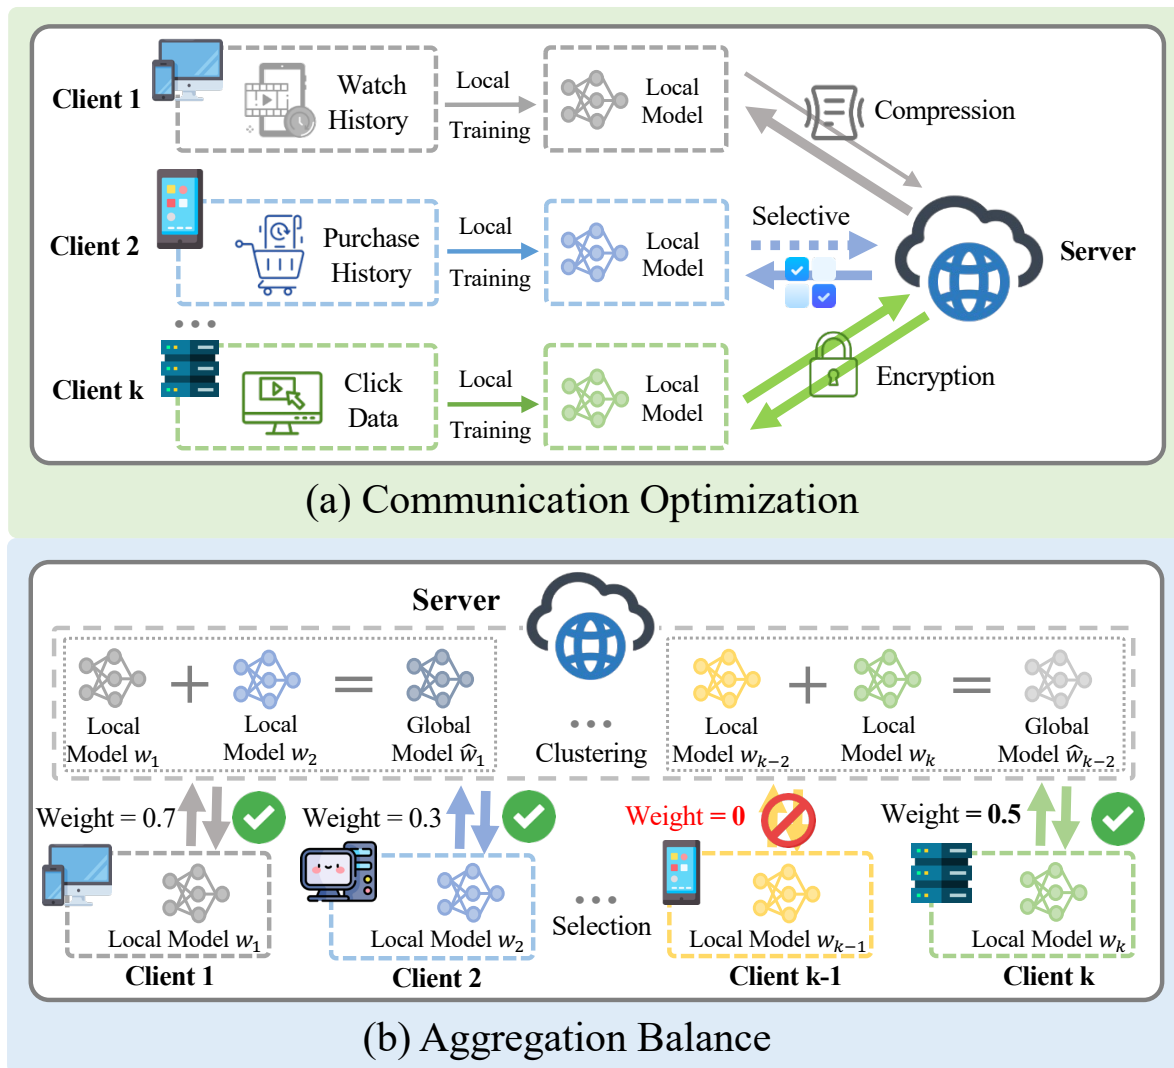 Client 1
Watch
History
Local
Training
Local
Model
Compression
Client 2
Purchase
History
Local
Training
Local
Model
Selective
Server
Client k
Click
Data
Local
Training
Local
Model
Encryption
(a) Communication Optimization
Server
Local
Model w₁
+
Local
Model w₂
=
Global
Model ŵ₁
Clustering
Local
Model wₖ₋₂
+
Local
Model wₖ
=
Global
Model ŵₖ₋₂
Weight = 0.7
Weight = 0.3
Weight = 0
Weight = 0.5
Local Model w₁
Client 1
Local Model w₂
Client 2
Selection
Local Model wₖ₋₁
Client k-1
Local Model wₖ
Client k
(b) Aggregation Balance